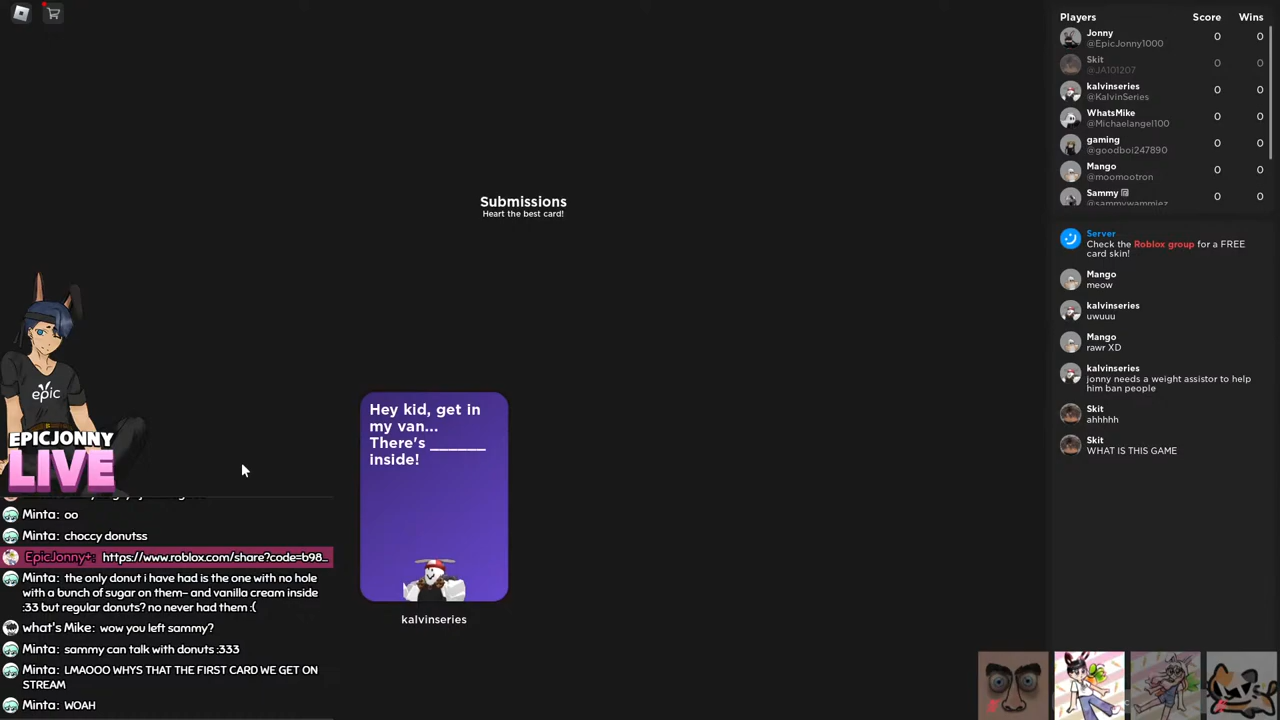 Players Score Wins
Jonny 0 0
@EpicJonny1000
Skit 0 0
@JA101207
kalvinseries 0 0
@KalvinSeries
WhatsMike 0 0
@Michaelangel100
gaming 0 0
@goodboi247890
Mango 0 0
@moomootron
Sammy 0 0
@sammywammiez
Submissions
Heart the best card!
Server
Check the Roblox group for a FREE
card skin!
Mango
meow
kalvinseries
uwuuu
Mango
rawr XD
kalvinseries
jonny needs a weight assistor to help
him ban people
Skit
ahhhhh
Skit
WHAT IS THIS GAME
Hey kid, get in
my van...
There's ______
inside!
kalvinseries
epic
EPICJONNY
LIVE
Minta: oo
Minta: choccy donutss
EpicJonny+: https://www.roblox.com/share?code=b98...
Minta: the only donut i have had is the one with no hole
with a bunch of sugar on them- and vanilla cream inside
:33 but regular donuts? no never had them :(
what's Mike: wow you left sammy?
Minta: sammy can talk with donuts :333
Minta: LMAOOO WHYS THAT THE FIRST CARD WE GET ON
STREAM
Minta: WOAH